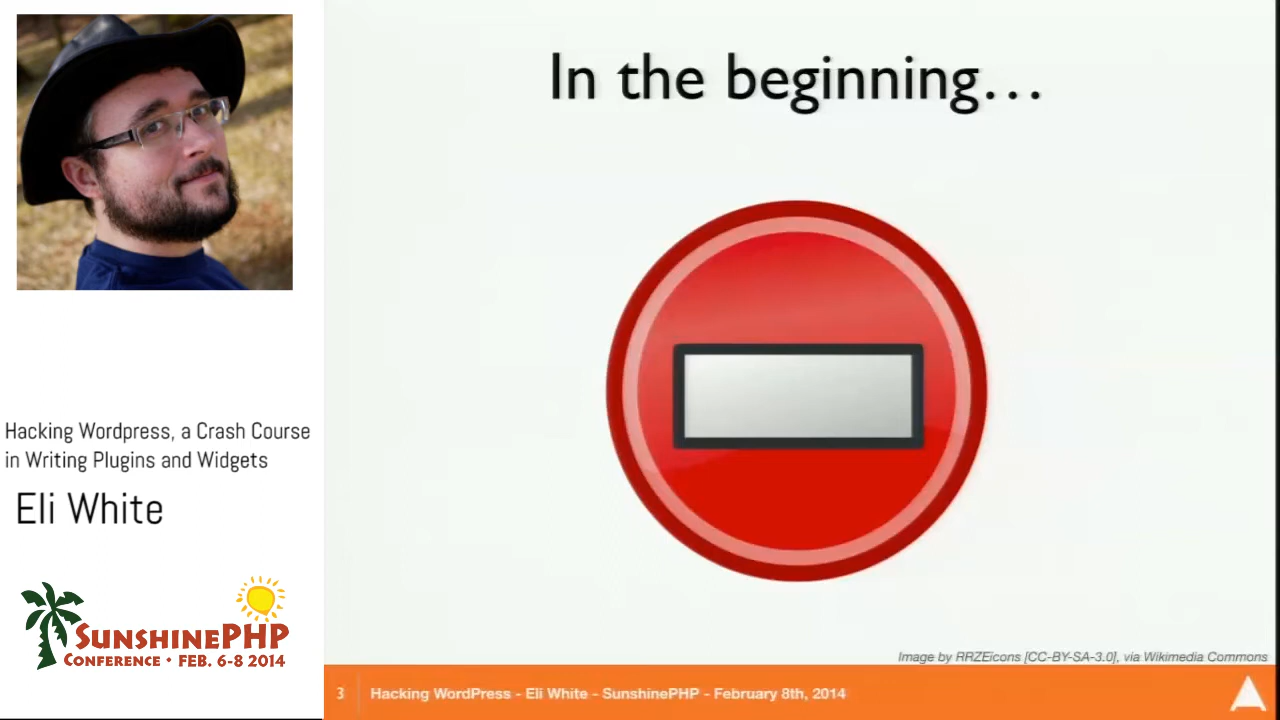 In the beginning...
Hacking Wordpress, a Crash Course
in Writing Plugins and Widgets
Eli White
SUNSHINEPHP
CONFERENCE • FEB. 6-8 2014
Image by RRZEicons [CC-BY-SA-3.0], via Wikimedia Commons
3 Hacking WordPress - Eli White - SunshinePHP - February 8th, 2014